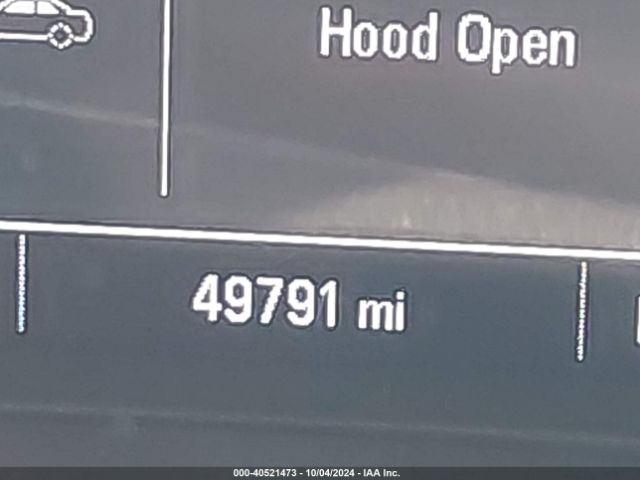 Hood Open
49791 mi
000-40521473 - 10/04/2024 - IAA Inc.